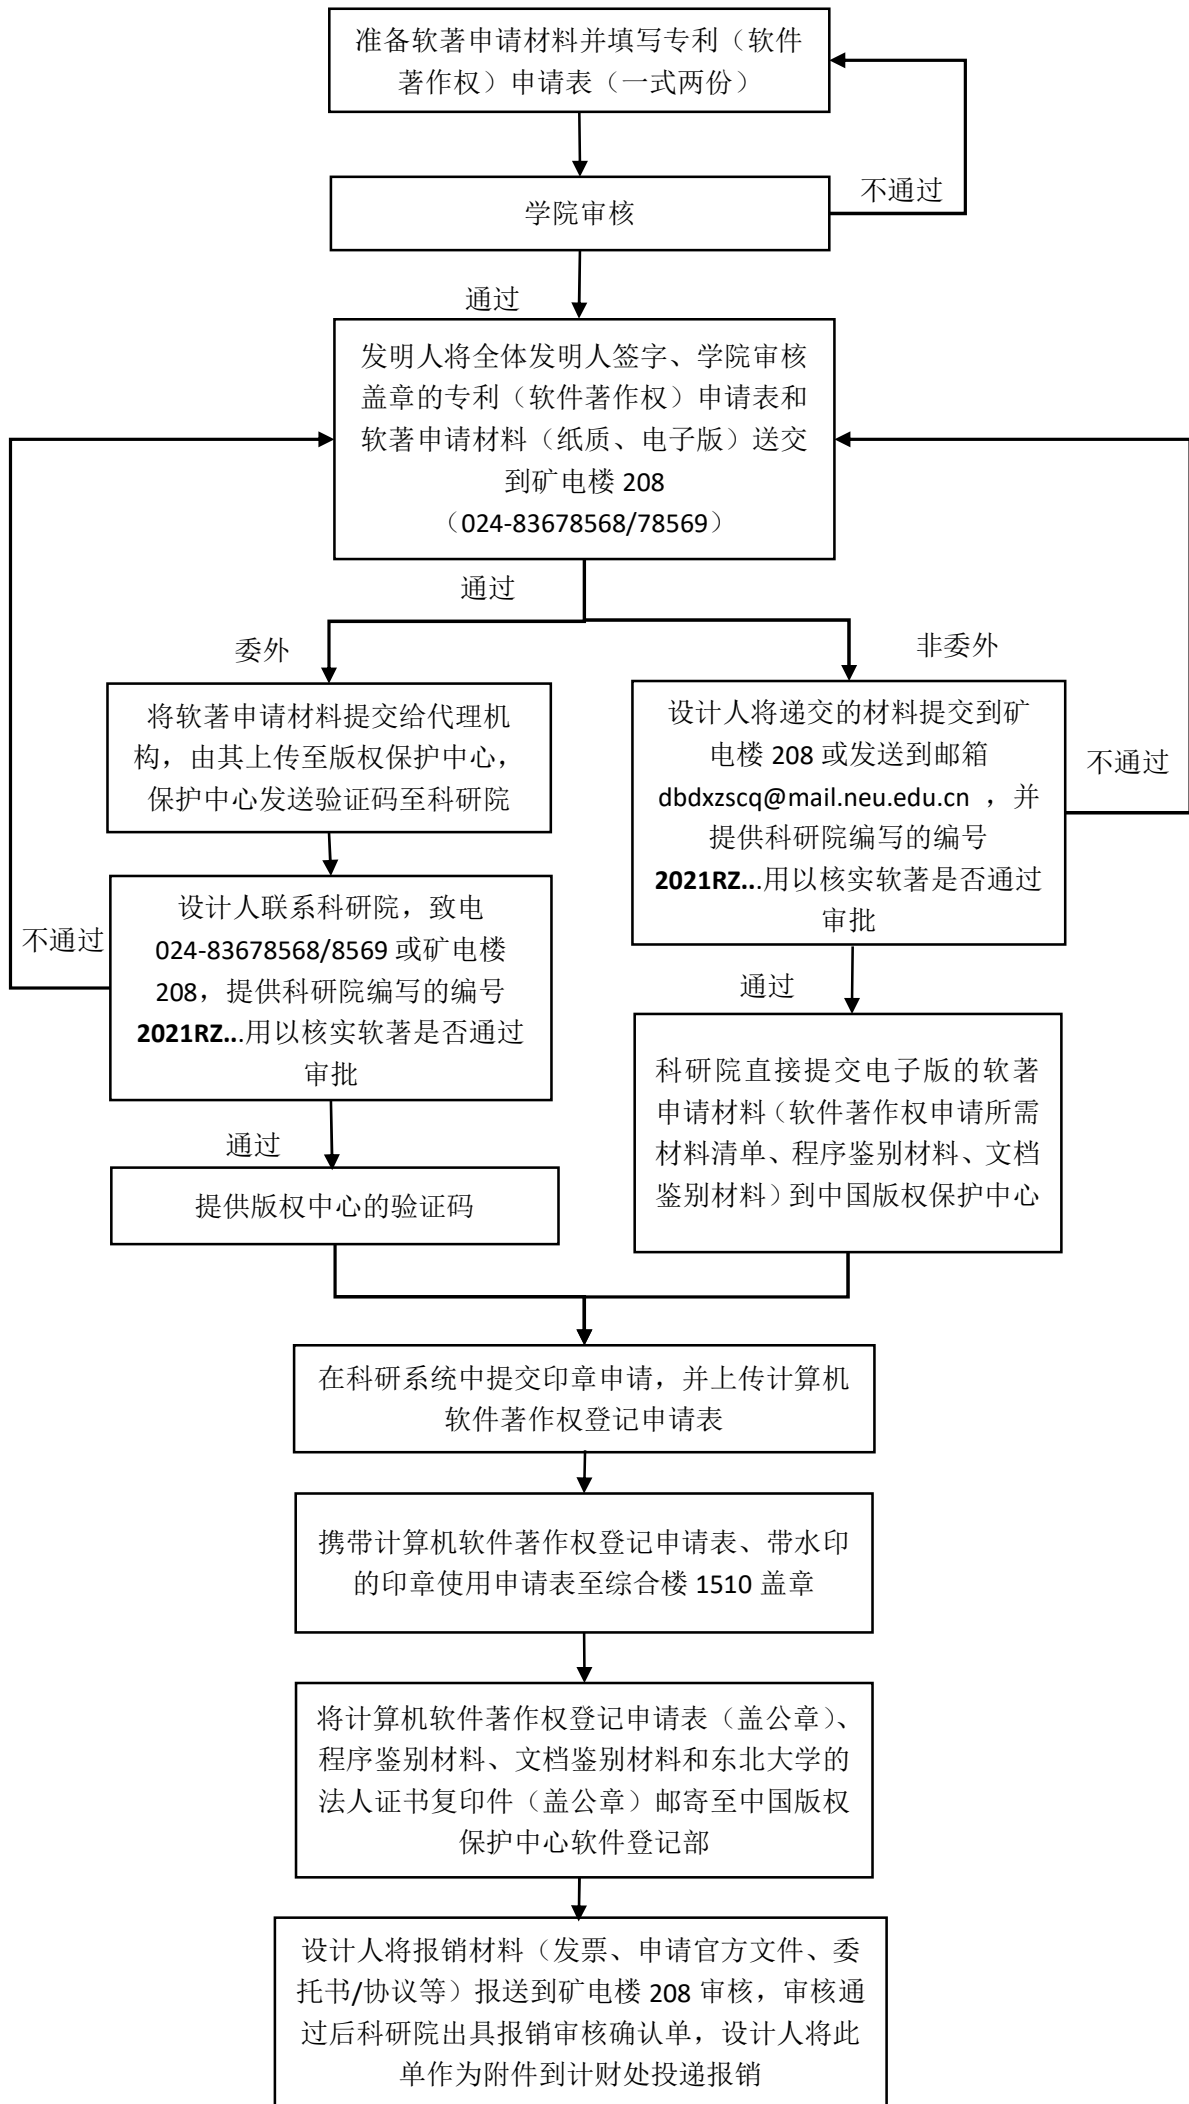 准备软著申请材料并填写专利（软件
著作权）申请表（一式两份）
不通过
学院审核
通过
发明人将全体发明人签字、学院审核
盖章的专利（软件著作权）申请表和
软著申请材料（纸质、电子版）送交
到矿电楼 208
（024-83678568/78569）
通过
委外
非委外
将软著申请材料提交给代理机
构，由其上传至版权保护中心，
保护中心发送验证码至科研院
设计人将递交的材料提交到矿
电楼 208 或发送到邮箱
dbdxzscq@mail.neu.edu.cn ，并
提供科研院编写的编号
2021RZ...用以核实软著是否通过
审批
不通过
设计人联系科研院，致电
024-83678568/8569 或矿电楼
208，提供科研院编写的编号
2021RZ...用以核实软著是否通过
审批
不通过
通过
通过
提供版权中心的验证码
科研院直接提交电子版的软著
申请材料（软件著作权申请所需
材料清单、程序鉴别材料、文档
鉴别材料）到中国版权保护中心
在科研系统中提交印章申请，并上传计算机
软件著作权登记申请表
携带计算机软件著作权登记申请表、带水印
的印章使用申请表至综合楼 1510 盖章
将计算机软件著作权登记申请表（盖公章）、
程序鉴别材料、文档鉴别材料和东北大学的
法人证书复印件（盖公章）邮寄至中国版权
保护中心软件登记部
设计人将报销材料（发票、申请官方文件、委
托书/协议等）报送到矿电楼 208 审核，审核通
过后科研院出具报销审核确认单，设计人将此
单作为附件到计财处投递报销